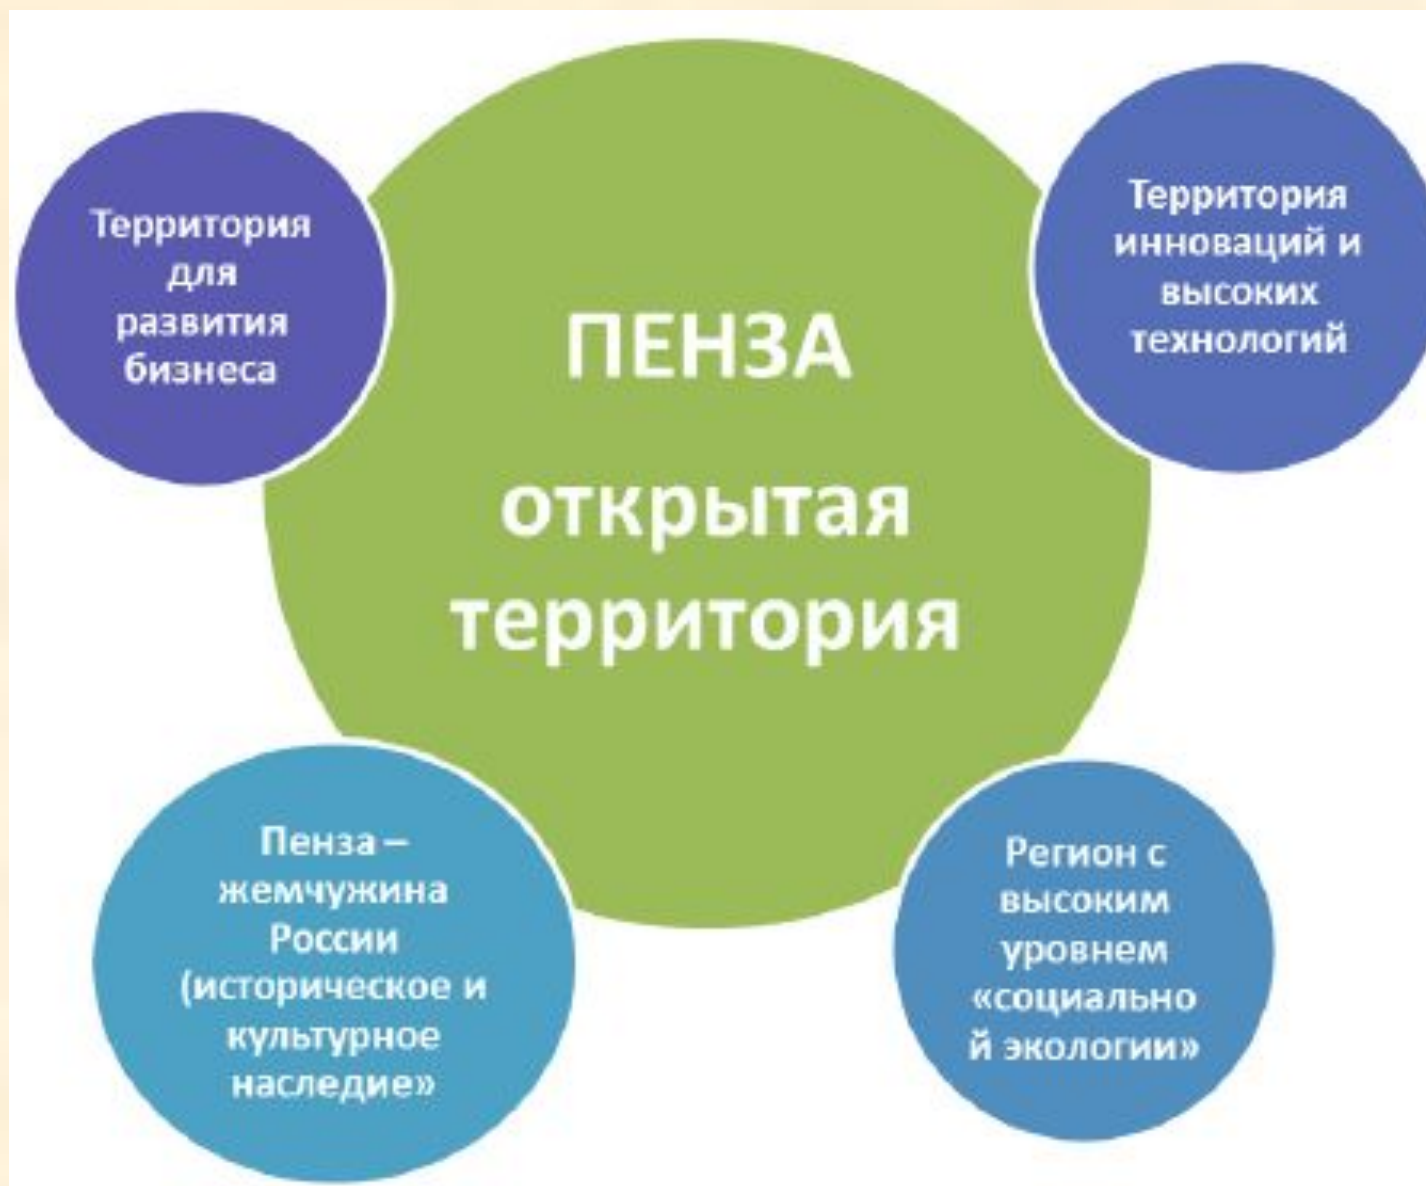 ПЕНЗА
открытая
территория
Территория
для
развития
бизнеса
Территория
инноваций и
высоких
технологий
Пенза –
жемчужина
России
(историческое и
культурное
наследие»
Регион с
высоким
уровнем
«социально
й экологии»